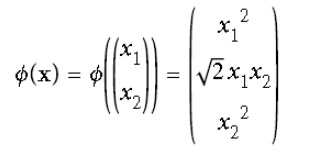 ϕ(x) = ϕ((x₁ x₂)) = (x₁² √2 x₁x₂ x₂²)